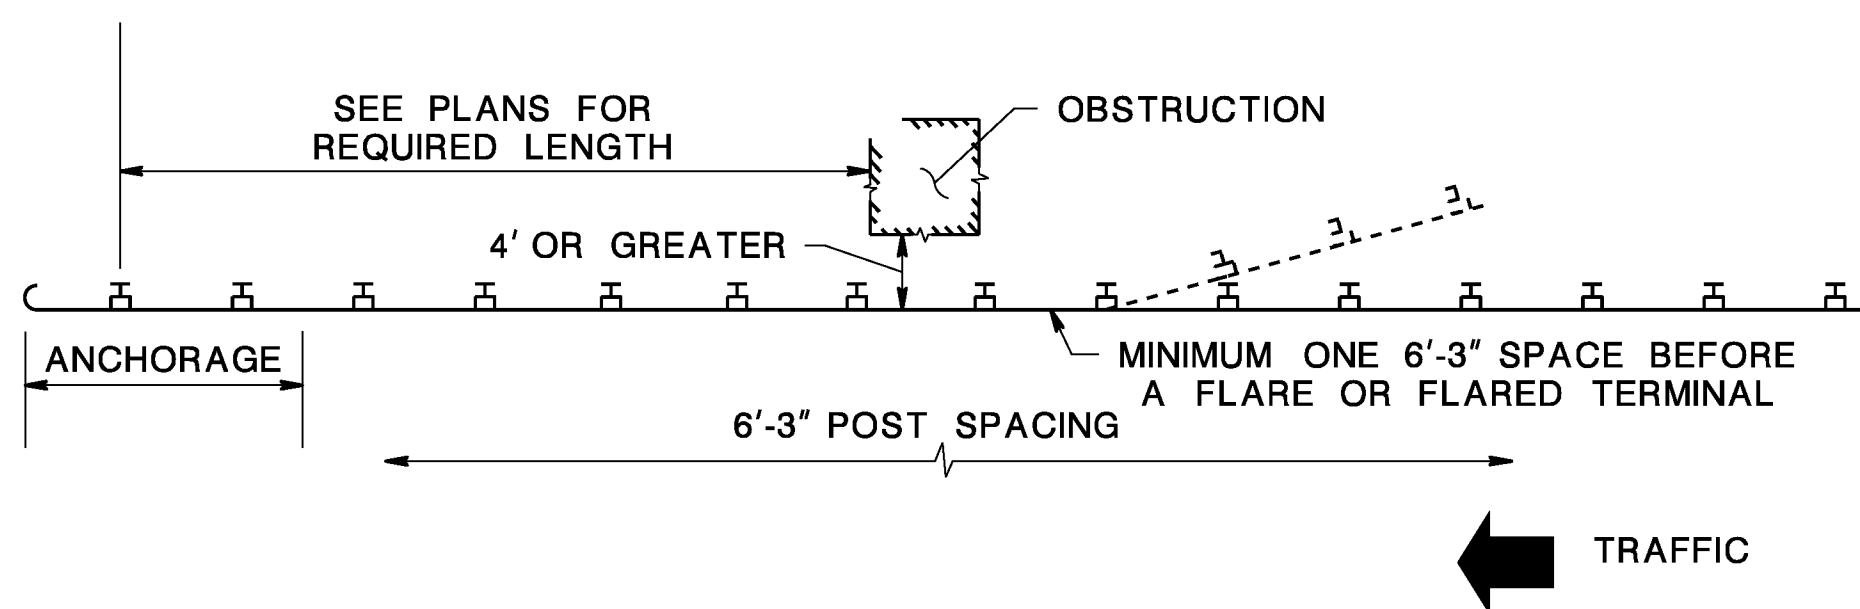 SEE PLANS FOR
REQUIRED LENGTH
OBSTRUCTION
4' OR GREATER
ANCHORAGE
MINIMUM ONE 6'-3" SPACE BEFORE
A FLARE OR FLARED TERMINAL
6'-3" POST SPACING
TRAFFIC